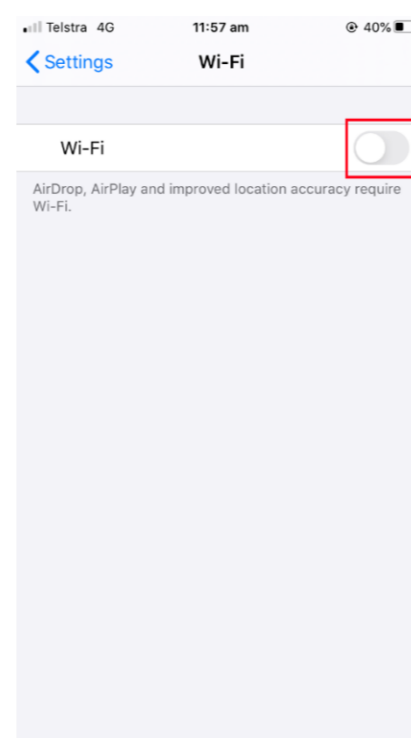 Telstra 4G 11:57 am 40%
Settings Wi-Fi
Wi-Fi
AirDrop, AirPlay and improved location accuracy require
Wi-Fi.